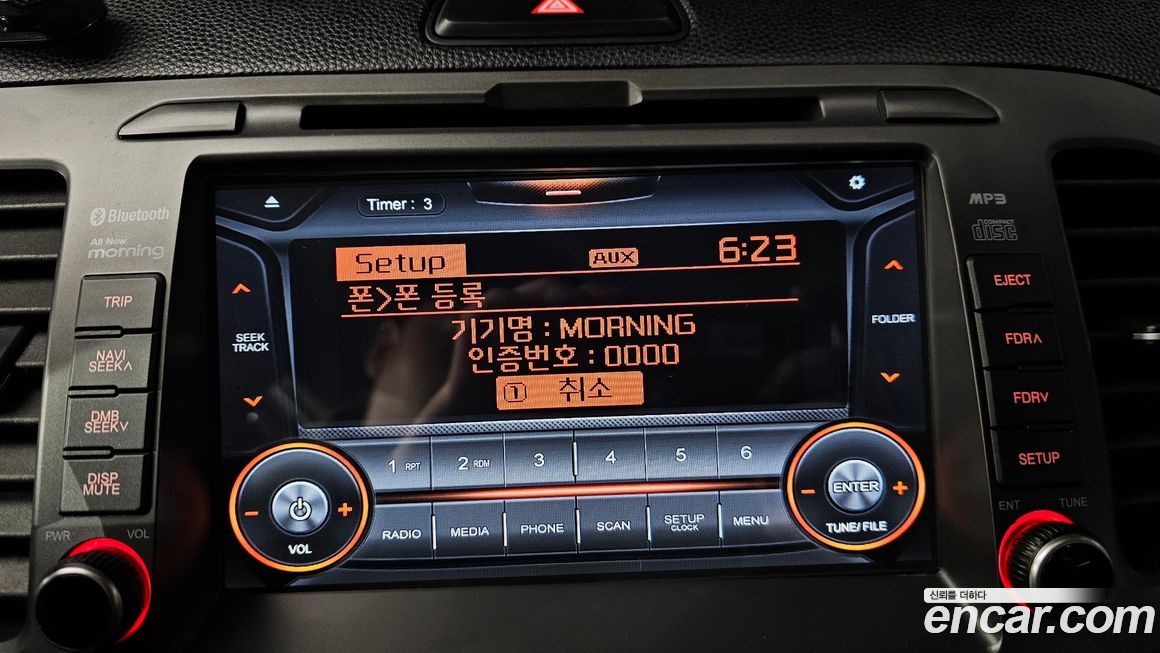 Timer : 3
Bluetooth
All New
morning
MP3
COMPACT
disc
Setup
AUX
6:23
폰>폰 등록
기기명 : MORNING
인증번호 : 0000
① 취소
TRIP
NAVI
SEEK∧
DMB
SEEK∨
DISP
MUTE
SEEK
TRACK
FOLDER
EJECT
FDR∧
FDR∨
SETUP
1 RPT
2 RDM
3
4
5
6
RADIO
MEDIA
PHONE
SCAN
SETUP
CLOCK
MENU
- +
VOL
- ENTER +
TUNE/FILE
PWR
VOL
ENT
TUNE
신뢰를 더하다
encar.com